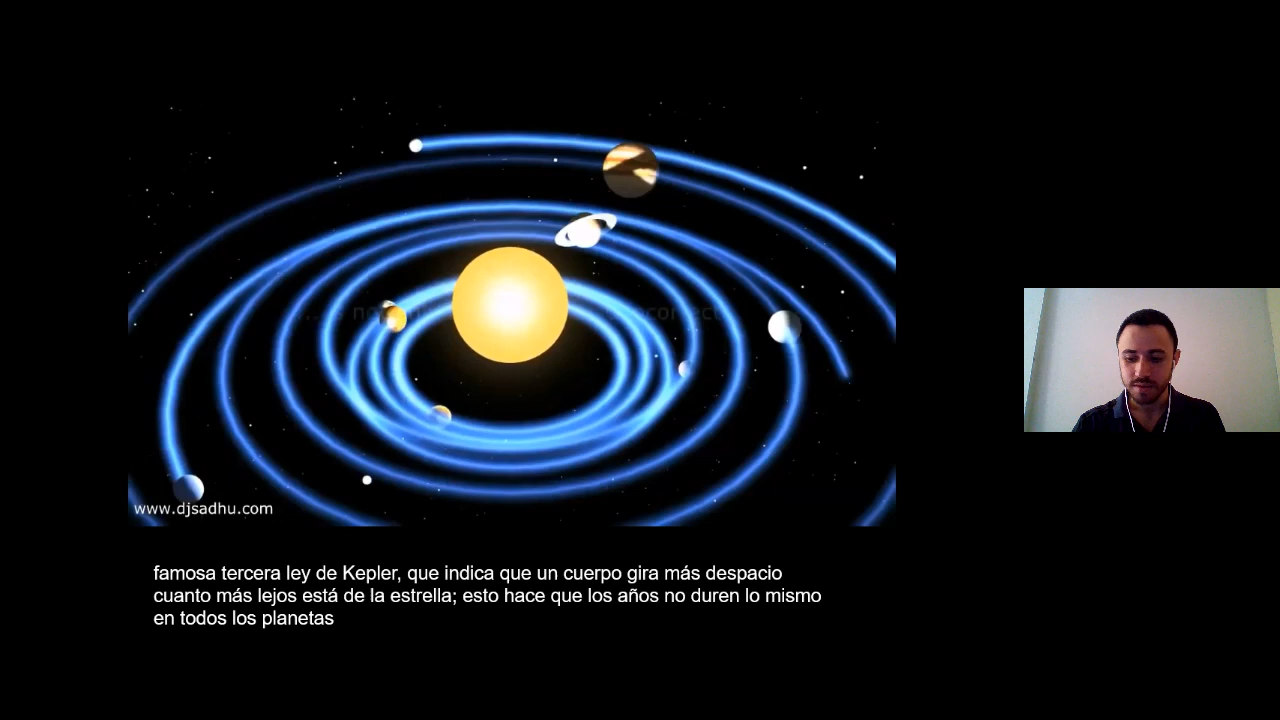 www.djsadhu.com
famosa tercera ley de Kepler, que indica que un cuerpo gira más despacio
cuanto más lejos está de la estrella; esto hace que los años no duren lo mismo
en todos los planetas